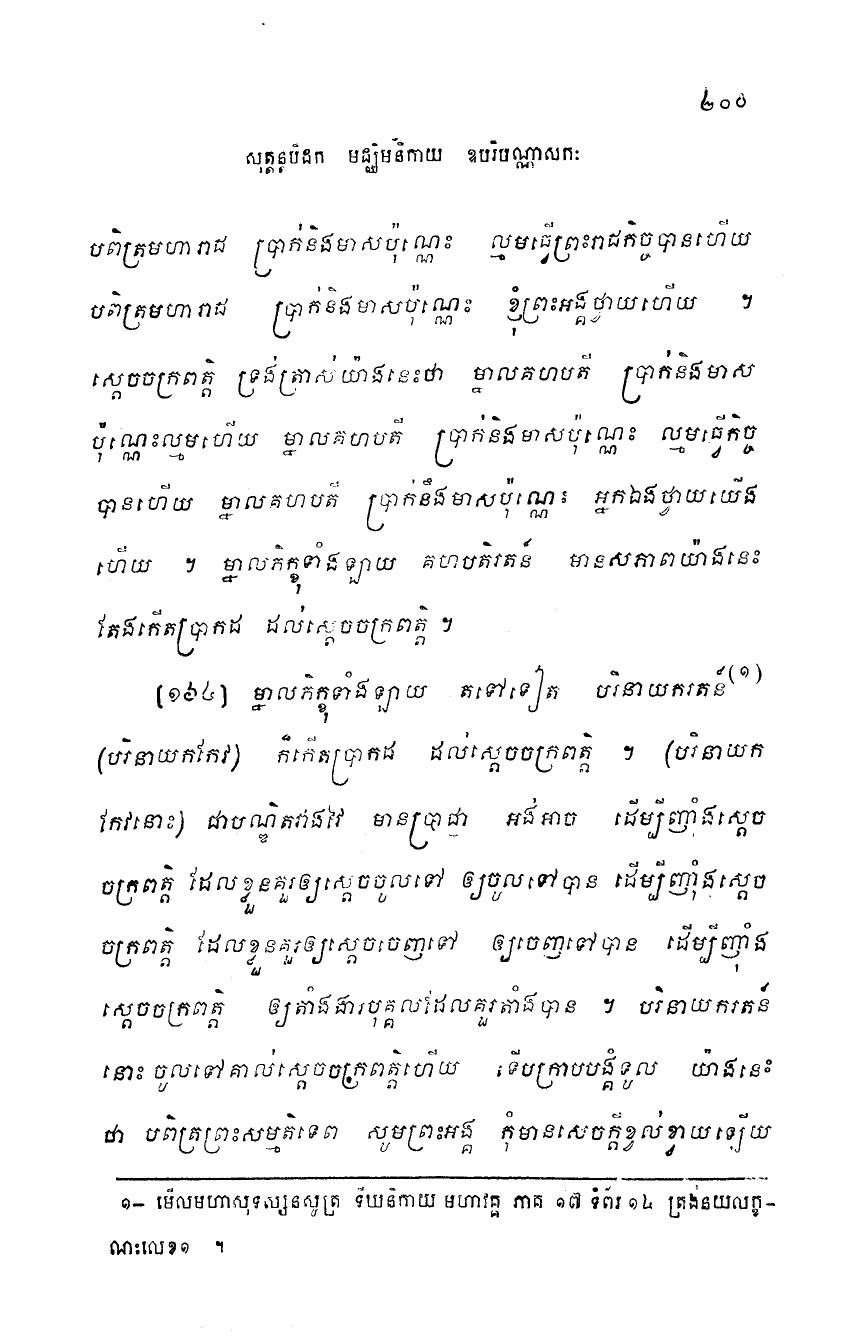 ២០០
សុត្តន្តបិដក មជ្ឈិមនិកាយ ឧបរិបណ្ណាសកៈ
បពិត្រមហារាជ ប្រាក់និងមាសប៉ុណ្ណេះ ល្មមធ្វើព្រះរាជកិច្ចបានហើយ
បពិត្រមហារាជ ប្រាក់និងមាសប៉ុណ្ណេះ ខ្ញុំព្រះអង្គថ្វាយហើយ ។
ស្តេចចក្រពត្តិ ទ្រង់ត្រាស់យ៉ាងនេះថា ម្នាលគហបតី ប្រាក់និងមាស
ប៉ុណ្ណេះល្មមហើយ ម្នាលគហបតី ប្រាក់និងមាសប៉ុណ្ណេះ ល្មមធ្វើកិច្ច
បានហើយ ម្នាលគហបតី ប្រាក់នឹងមាសប៉ុណ្ណេះ អ្នកឯងថ្វាយយើង
ហើយ ។ ម្នាលភិក្ខុទាំងឡាយ គហបតិរតន៍ មានសភាពយ៉ាងនេះ
តែងកើតប្រាកដ ដល់ស្តេចចក្រពត្តិ ។
[១៦៤] ម្នាលភិក្ខុទាំងឡាយ តទៅទៀត បរិនាយករតន៍(១)
(បរិនាយកកែវ) ក៏កើតប្រាកដ ដល់ស្តេចចក្រពត្តិ ។ (បរិនាយក
កែវនោះ) ជាបណ្ឌិតវាងវៃ មានប្រាជ្ញា អង់អាច ដើម្បីញ៉ាំងស្តេច
ចក្រពត្តិ ដែលខ្លួនគួរឲ្យស្តេចចូលទៅ ឲ្យចូលទៅបាន ដើម្បីញ៉ាំងស្តេច
ចក្រពត្តិ ដែលខ្លួនគួរឲ្យស្តេចចេញទៅ ឲ្យចេញទៅបាន ដើម្បីញ៉ាំង
ស្តេចចក្រពត្តិ ឲ្យតាំងងារបុគ្គលដែលគួរតាំងបាន ។ បរិនាយករតន៍
នោះ ចូលទៅគាល់ស្តេចចក្រពត្តិហើយ ទើបក្រាបបង្គំទូល យ៉ាងនេះ
ថា បពិត្រព្រះសម្មតិទេព សូមព្រះអង្គ កុំមានសេចក្តីខ្វល់ខ្វាយឡើយ
១– មើលមហាសុទស្សនសូត្រ ទីឃនិកាយ មហាវគ្គ ភាគ ១៧ ទំព័រ ១៤ ត្រង់នយលក្ខ–
ណះលេខ១ ។